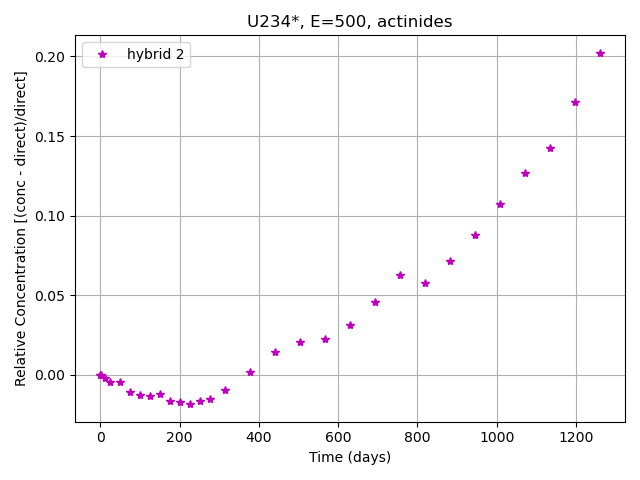 U234*, E=500, actinides
hybrid 2
Relative Concentration [(conc - direct)/direct]
0.20
0.15
0.10
0.05
0.00
0 200 400 600 800 1000 1200
Time (days)